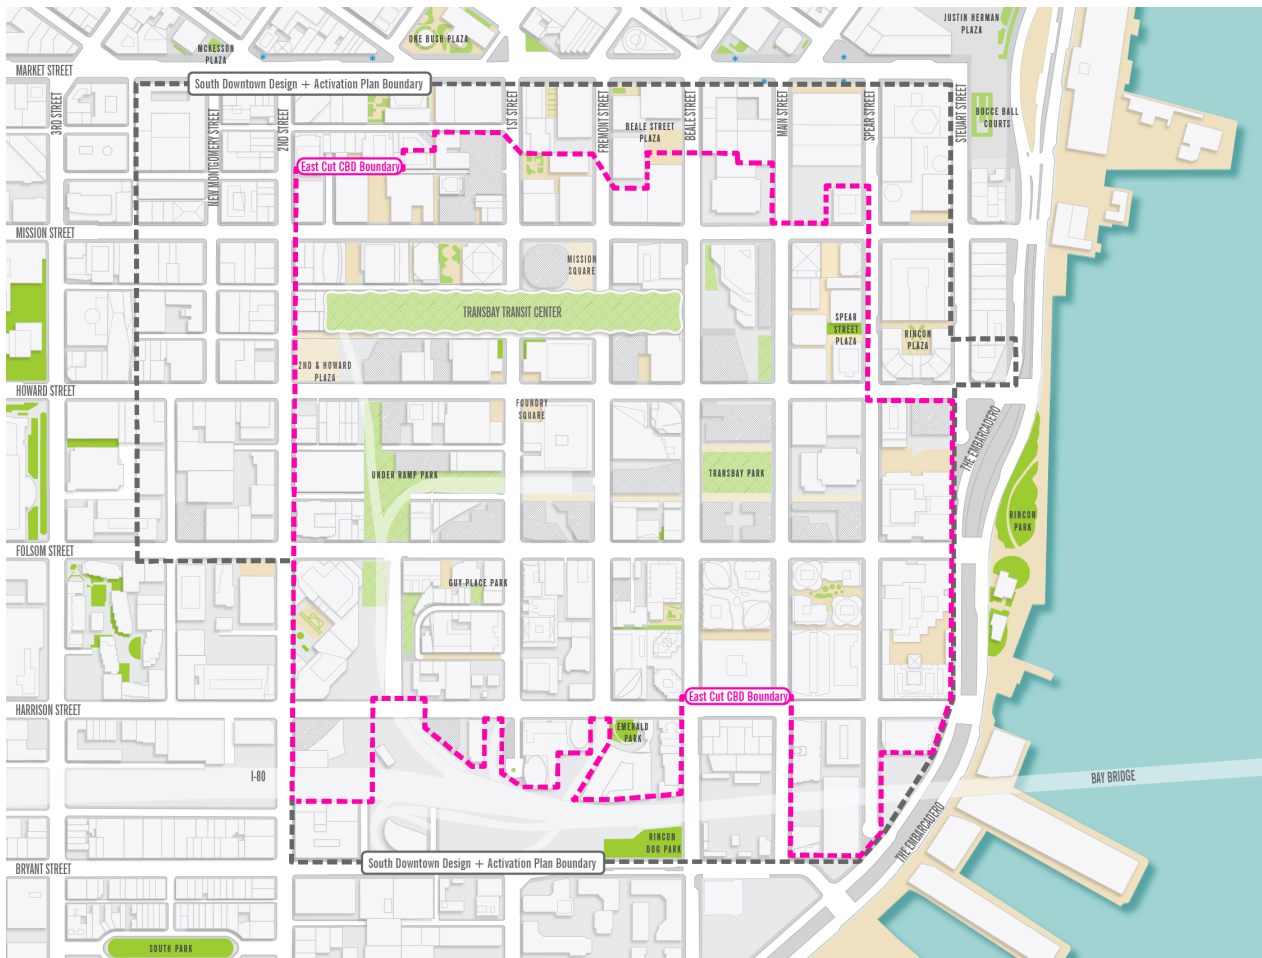 JUSTIN HERMAN
PLAZA
ONE BUSH PLAZA
MCKESSON
PLAZA
MARKET STREET
South Downtown Design + Activation Plan Boundary
3RD STREET
NEW MONTGOMERY STREET
2ND STREET
1ST STREET
FREMONT STREET
BEALE STREET
PLAZA
BEALE STREET
MAIN STREET
SPEAR STREET
STEUART STREET
BOCCE BALL
COURTS
East Cut CBD Boundary
MISSION STREET
MISSION
SQUARE
TRANSBAY TRANSIT CENTER
SPEAR
STREET
PLAZA
RINCON
PLAZA
2ND & HOWARD
PLAZA
HOWARD STREET
FOUNDRY
SQUARE
THE EMBARCADERO
UNDER RAMP PARK
TRANSBAY PARK
RINCON
PARK
FOLSOM STREET
GUY PLACE PARK
East Cut CBD Boundary
HARRISON STREET
EMERALD
PARK
I-80
BAY BRIDGE
THE EMBARCADERO
RINCON
DOG PARK
South Downtown Design + Activation Plan Boundary
BRYANT STREET
SOUTH PARK